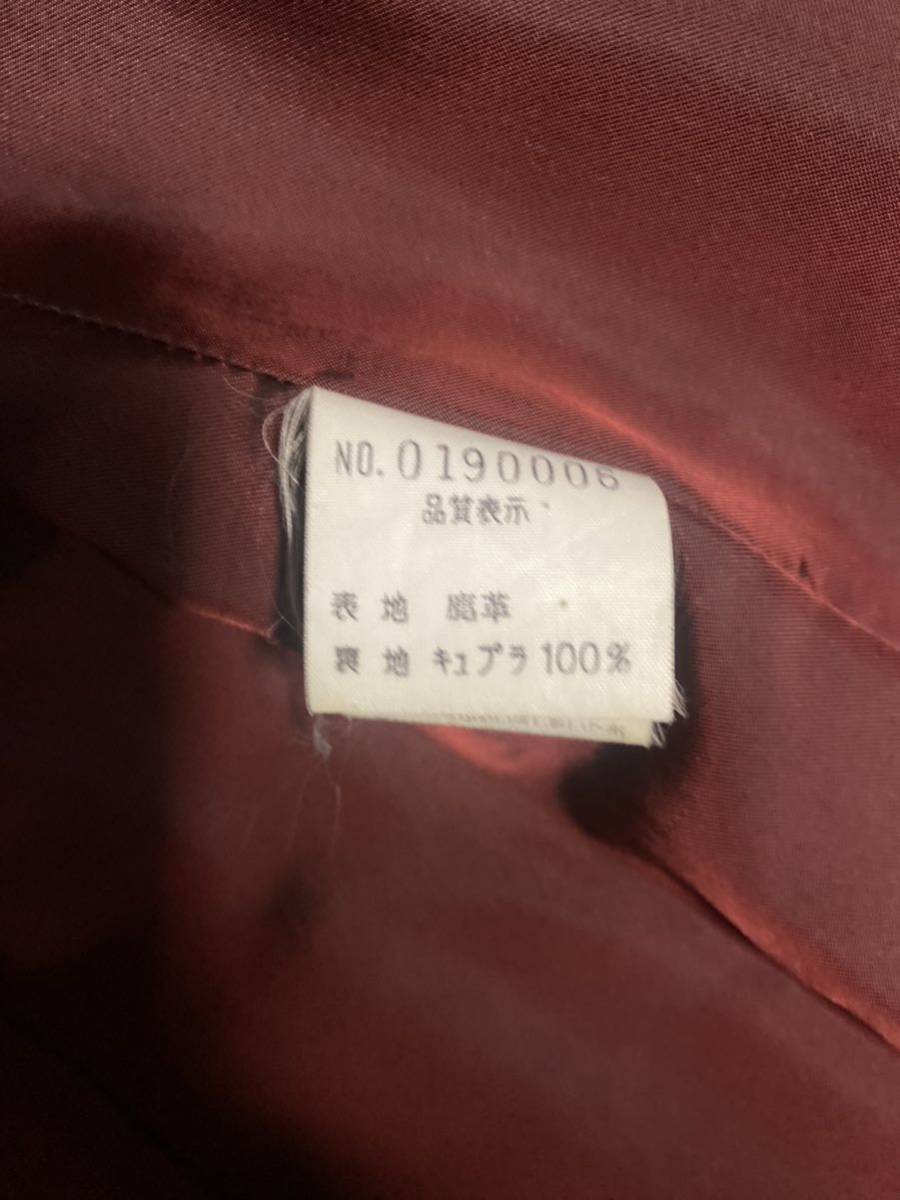 NO.0190006
品質表示
表地 鹿革
裏地 キュプラ100%